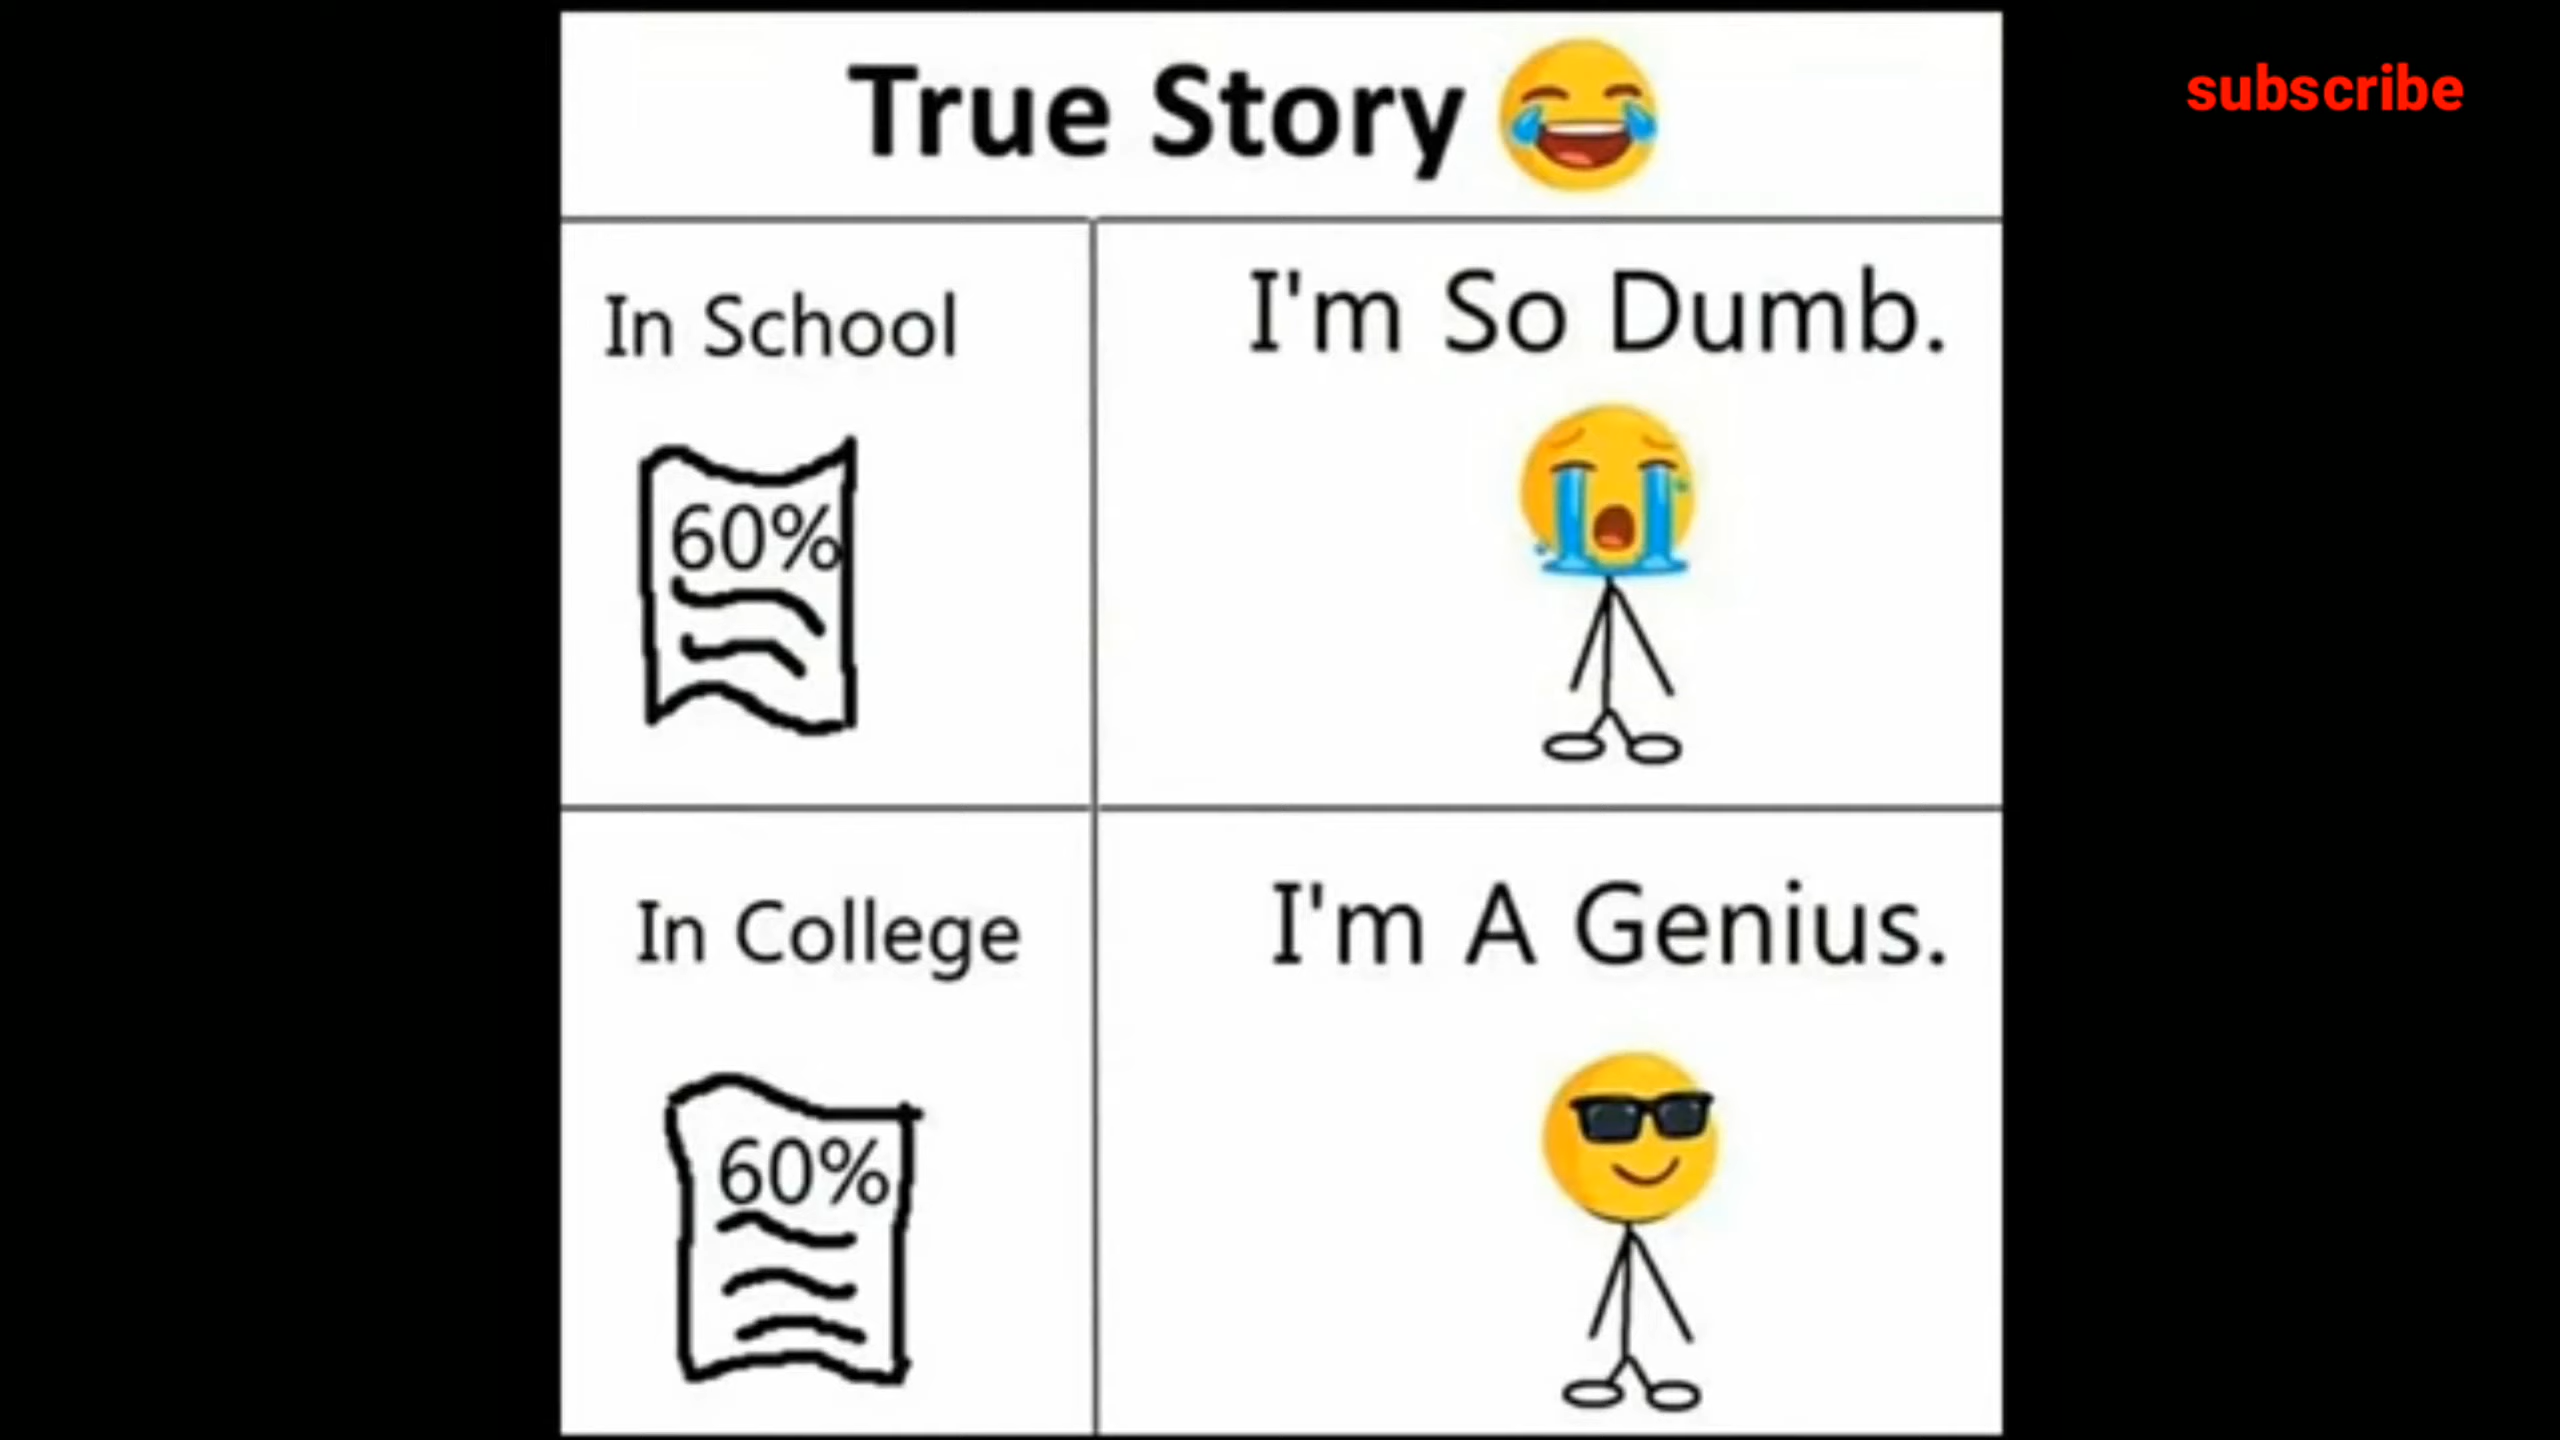 True Story 😂
subscribe
In School
I'm So Dumb.
60%
In College
I'm A Genius.
60%